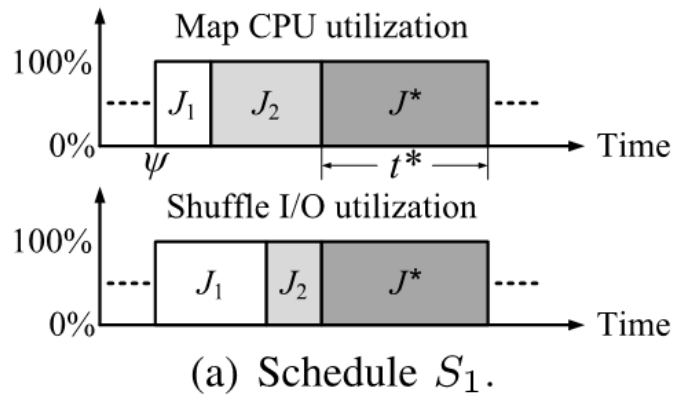 Map CPU utilization
100%
J₁ J₂ J*
0%
Time
ψ
t*
Shuffle I/O utilization
100%
J₁ J₂ J*
0%
Time
(a) Schedule S₁.